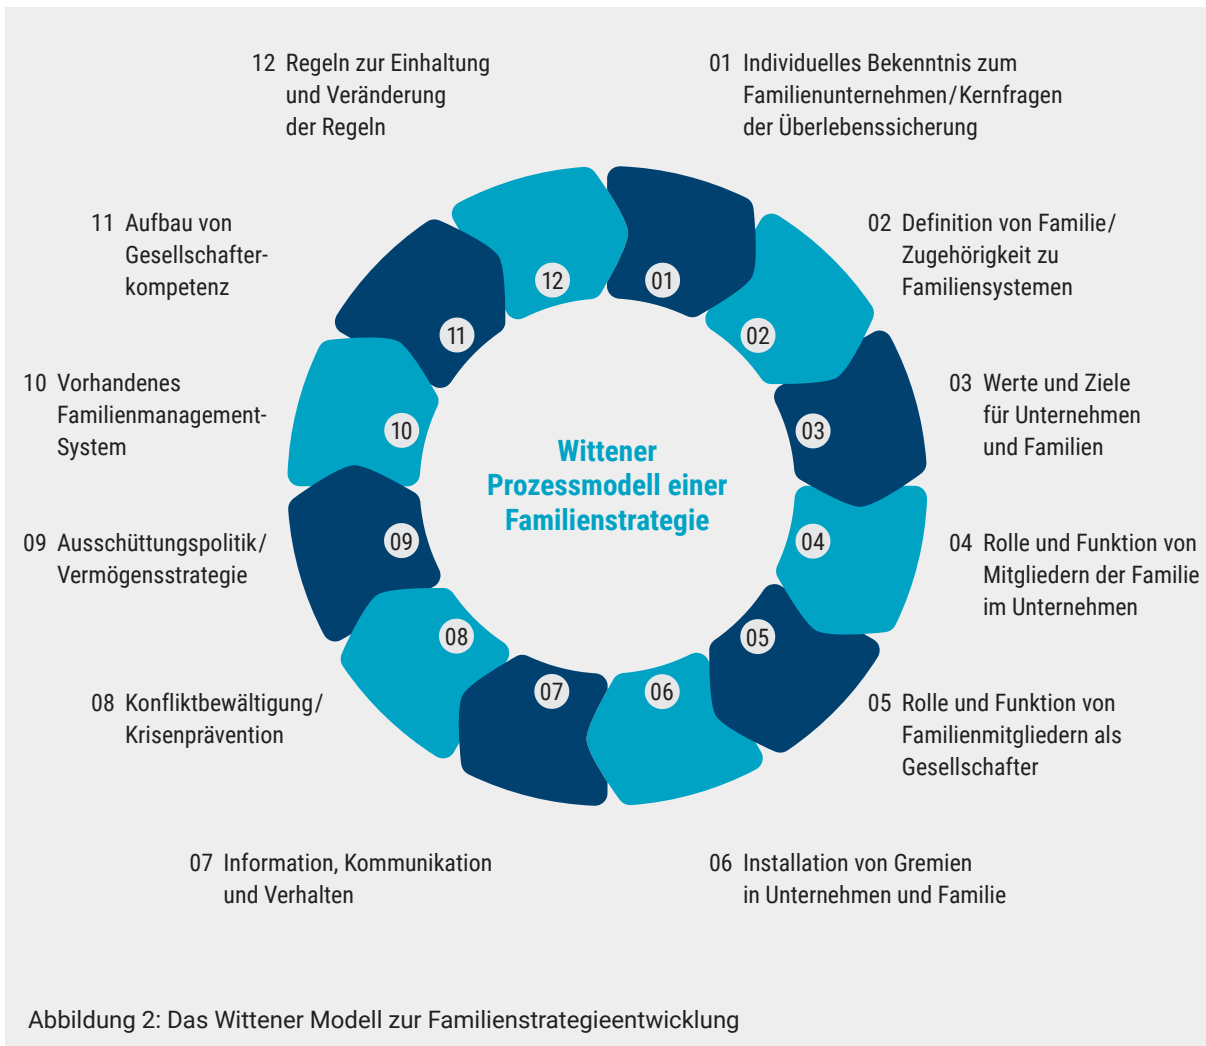 12 Regeln zur Einhaltung
und Veränderung
der Regeln
01 Individuelles Bekenntnis zum
Familienunternehmen/Kernfragen
der Überlebenssicherung
11 Aufbau von
Gesellschafter-
kompetenz
02 Definition von Familie/
Zugehörigkeit zu
Familiensystemen
10 Vorhandenes
Familienmanagement-
System
03 Werte und Ziele
für Unternehmen
und Familien
09 Ausschüttungspolitik/
Vermögensstrategie
04 Rolle und Funktion von
Mitgliedern der Familie
im Unternehmen
08 Konfliktbewältigung/
Krisenprävention
05 Rolle und Funktion von
Familienmitgliedern als
Gesellschafter
07 Information, Kommunikation
und Verhalten
06 Installation von Gremien
in Unternehmen und Familie
12
01
11
02
10
03
Wittener
Prozessmodell einer
Familienstrategie
09
04
08
05
07
06
Abbildung 2: Das Wittener Modell zur Familienstrategieentwicklung